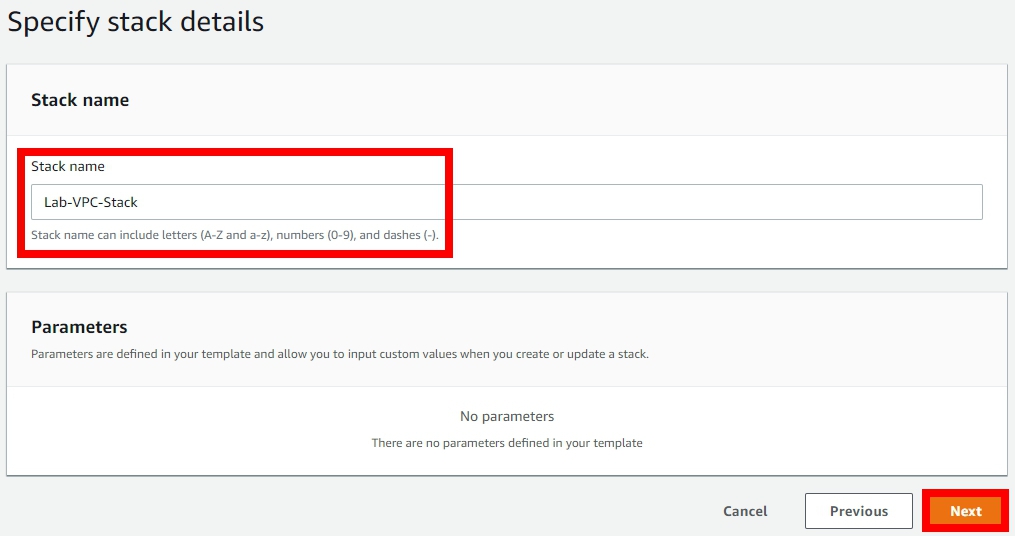 Specify stack details
Stack name
Stack name
Lab-VPC-Stack
Stack name can include letters (A-Z and a-z), numbers (0-9), and dashes (-).
Parameters
Parameters are defined in your template and allow you to input custom values when you create or update a stack.
No parameters
There are no parameters defined in your template
Cancel Previous Next